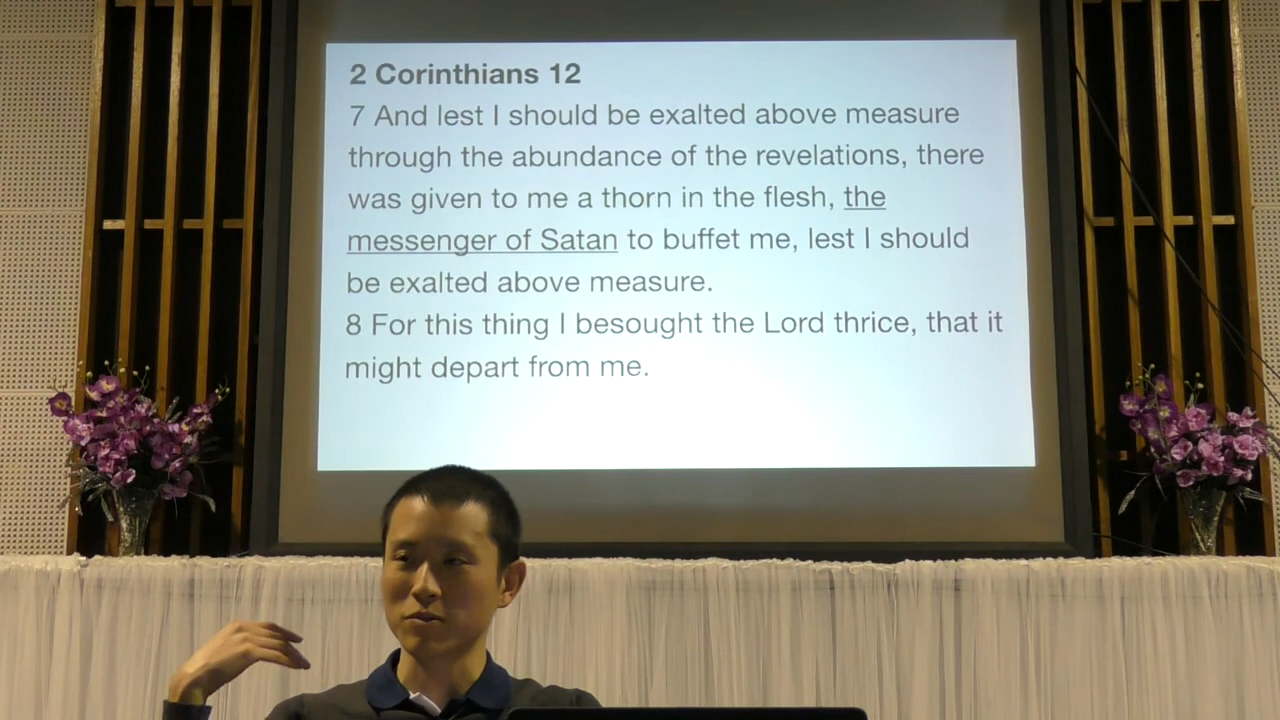 2 Corinthians 12
7 And lest I should be exalted above measure
through the abundance of the revelations, there
was given to me a thorn in the flesh, the
messenger of Satan to buffet me, lest I should
be exalted above measure.
8 For this thing I besought the Lord thrice, that it
might depart from me.